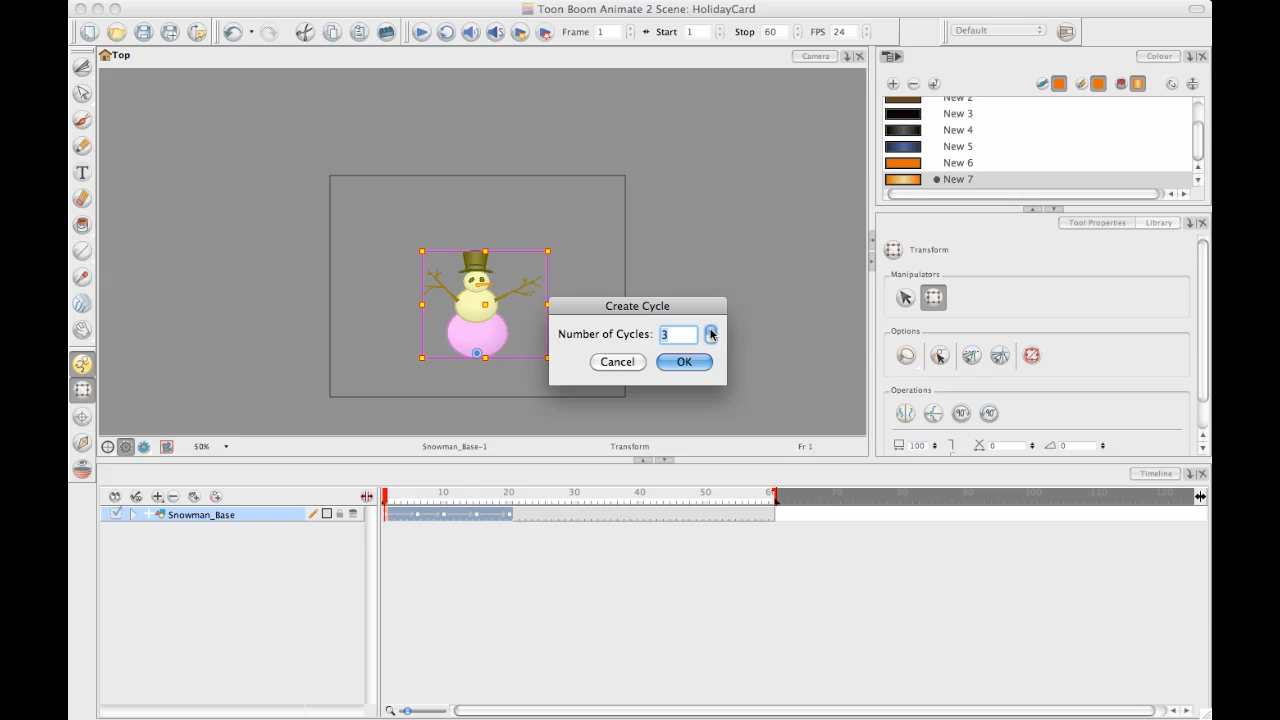 Toon Boom Animate 2 Scene: HolidayCard
Frame 1 Start 1 Stop 60 FPS 24 Default
Top
Camera
Colour
New 2
New 3
New 4
New 5
New 6
New 7
Tool Properties Library
Transform
Manipulators
Options
Operations
100 0 0
Create Cycle
Number of Cycles: 3
Cancel OK
T
50% Snowman_Base-1 Transform Fr 1
Timeline
10 20 30 40 50 70 80 90 100 110 120
Snowman_Base